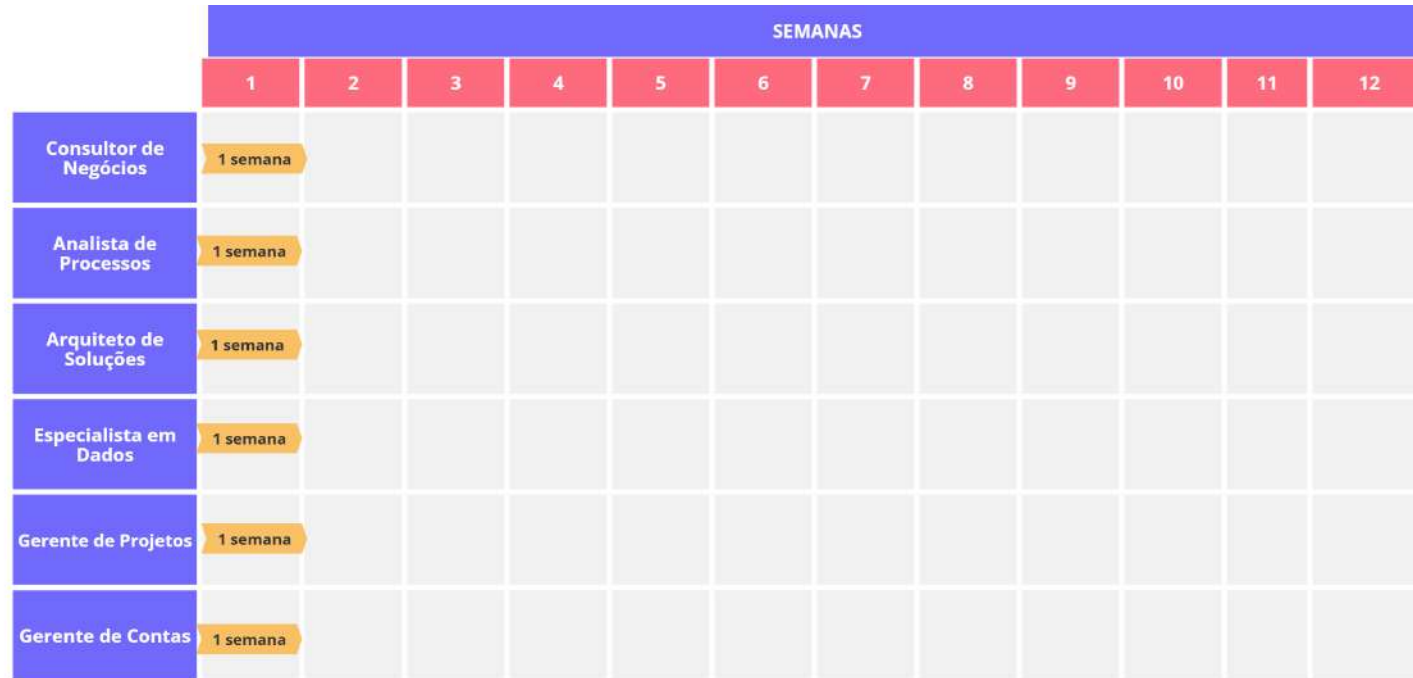 SEMANAS
1 2 3 4 5 6 7 8 9 10 11 12
Consultor de
Negócios
1 semana
Analista de
Processos
1 semana
Arquiteto de
Soluções
1 semana
Especialista em
Dados
1 semana
Gerente de Projetos
1 semana
Gerente de Contas
1 semana